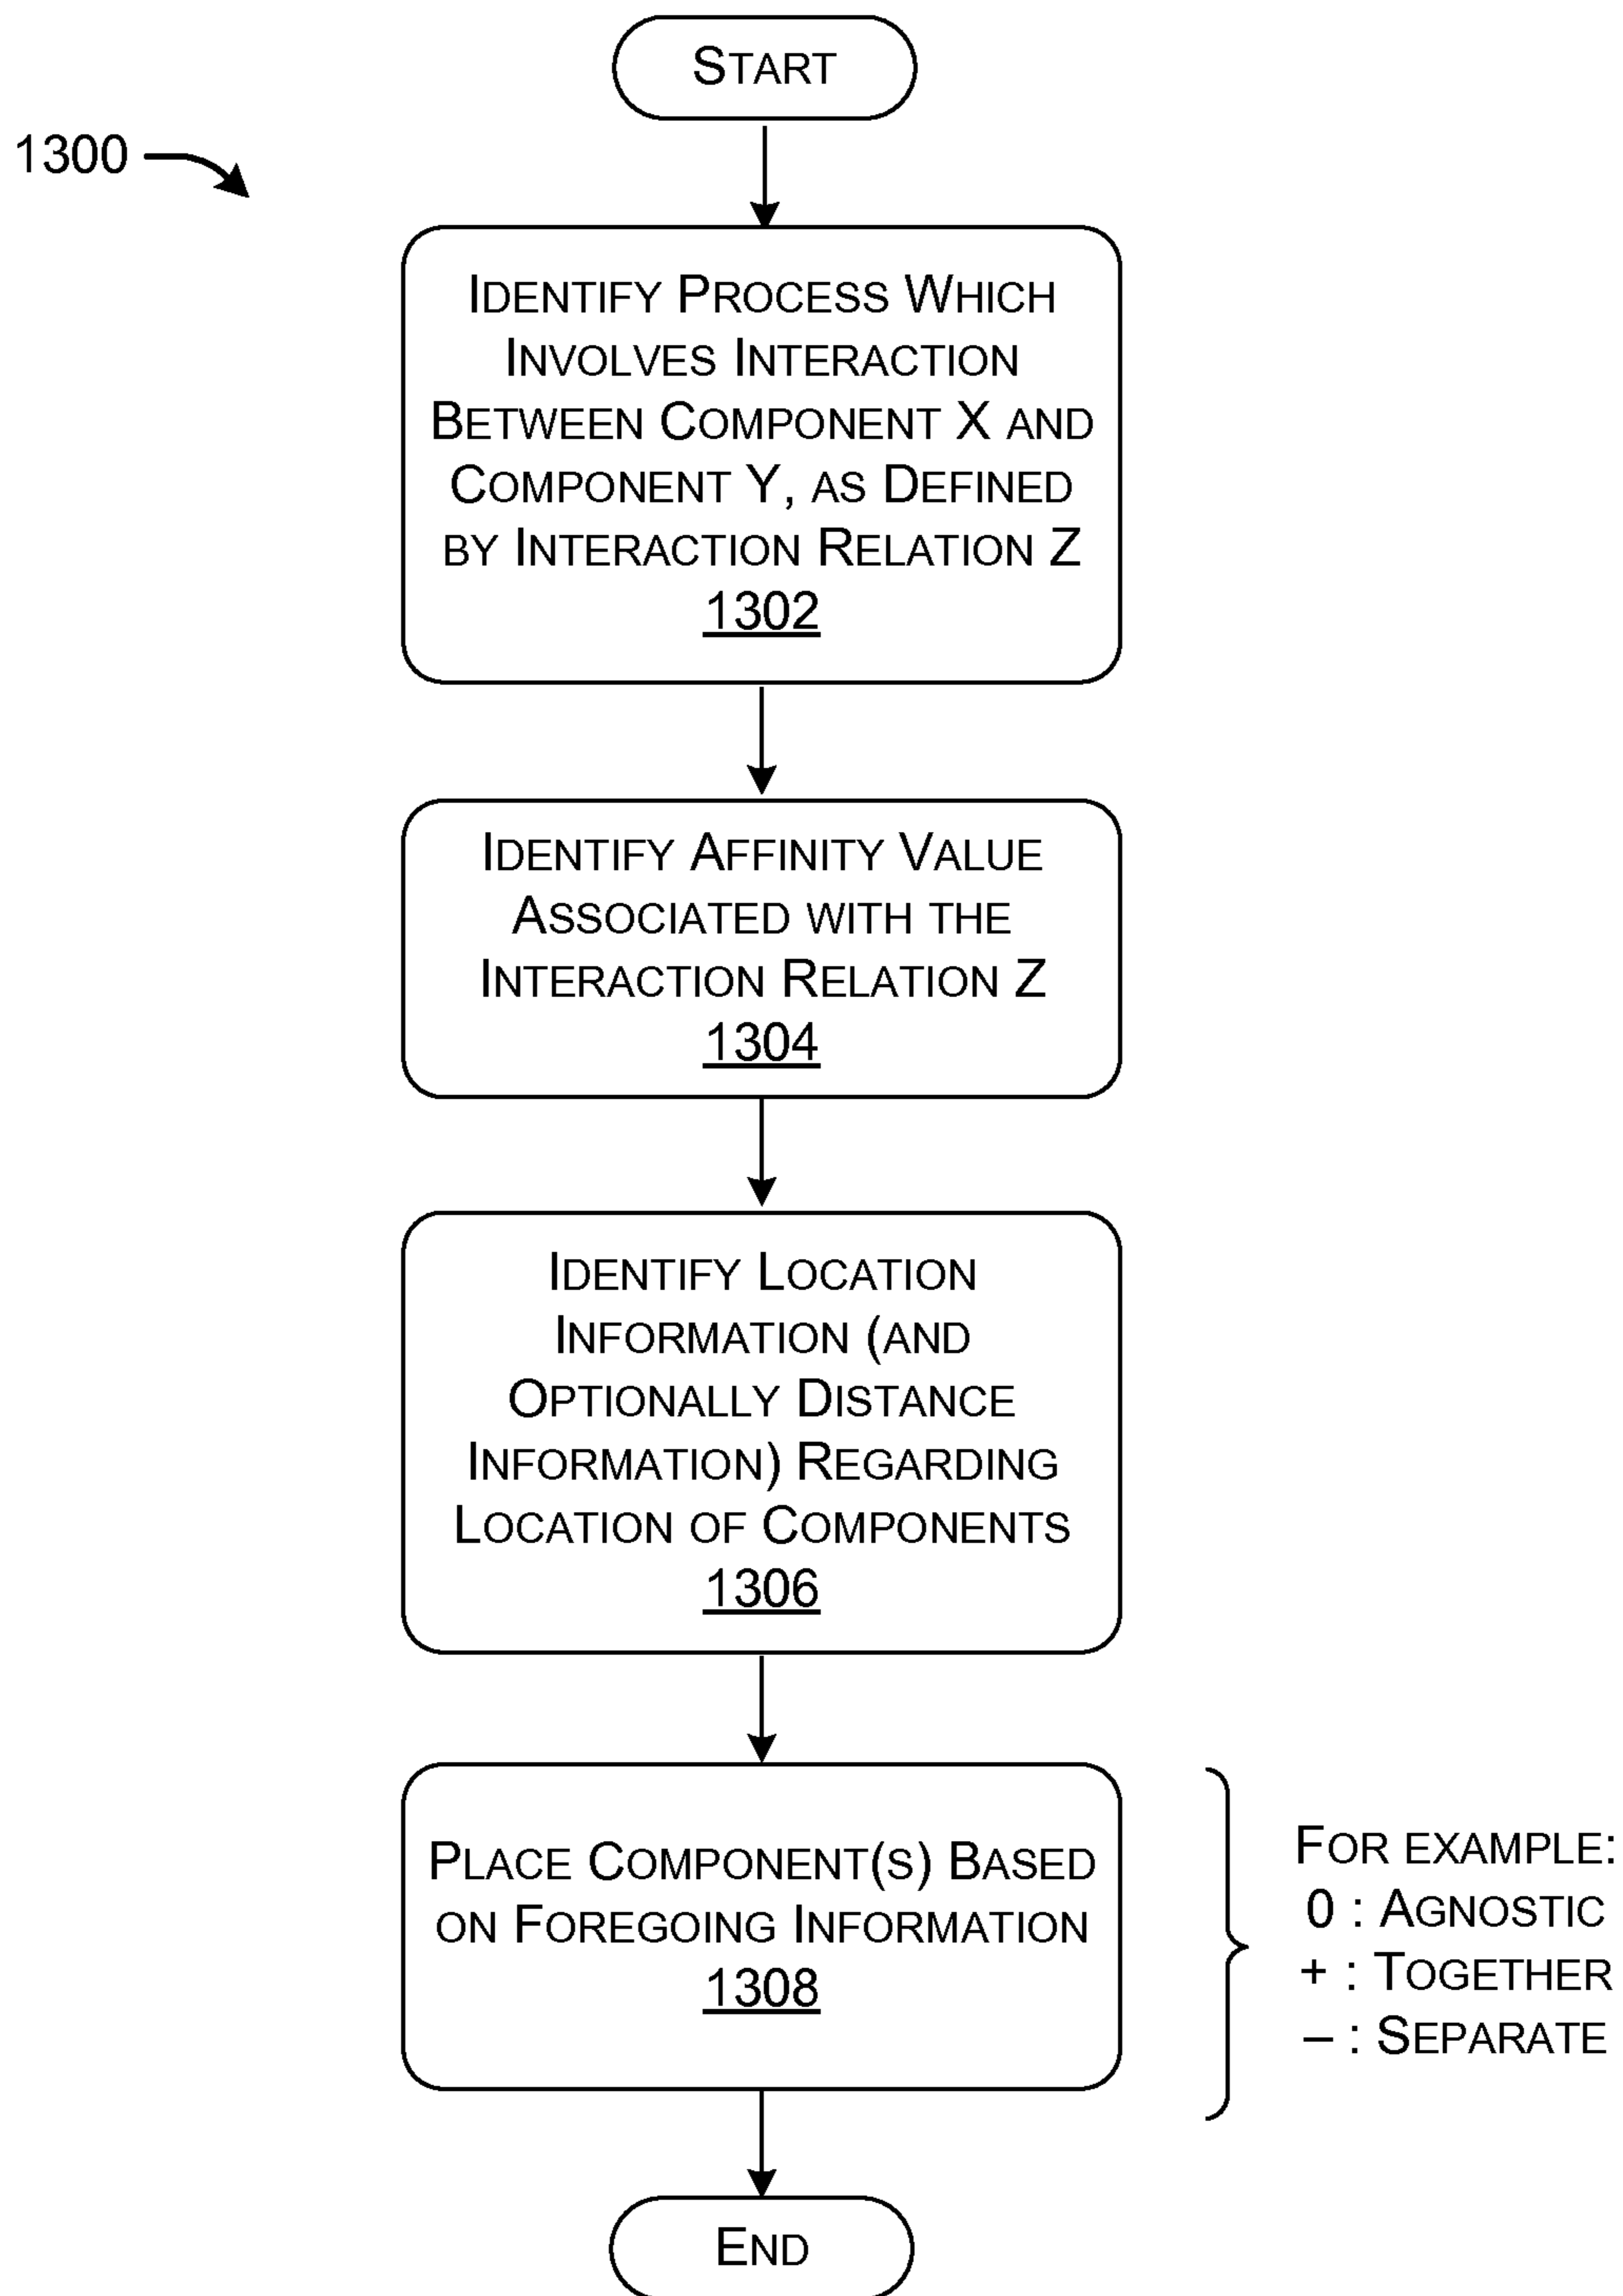 START
1300
IDENTIFY PROCESS WHICH
INVOLVES INTERACTION
BETWEEN COMPONENT X AND
COMPONENT Y, AS DEFINED
BY INTERACTION RELATION Z
1302
IDENTIFY AFFINITY VALUE
ASSOCIATED WITH THE
INTERACTION RELATION Z
1304
IDENTIFY LOCATION
INFORMATION (AND
OPTIONALLY DISTANCE
INFORMATION) REGARDING
LOCATION OF COMPONENTS
1306
PLACE COMPONENT(S) BASED
ON FOREGOING INFORMATION
1308
FOR EXAMPLE:
0 : AGNOSTIC
+ : TOGETHER
– : SEPARATE
END